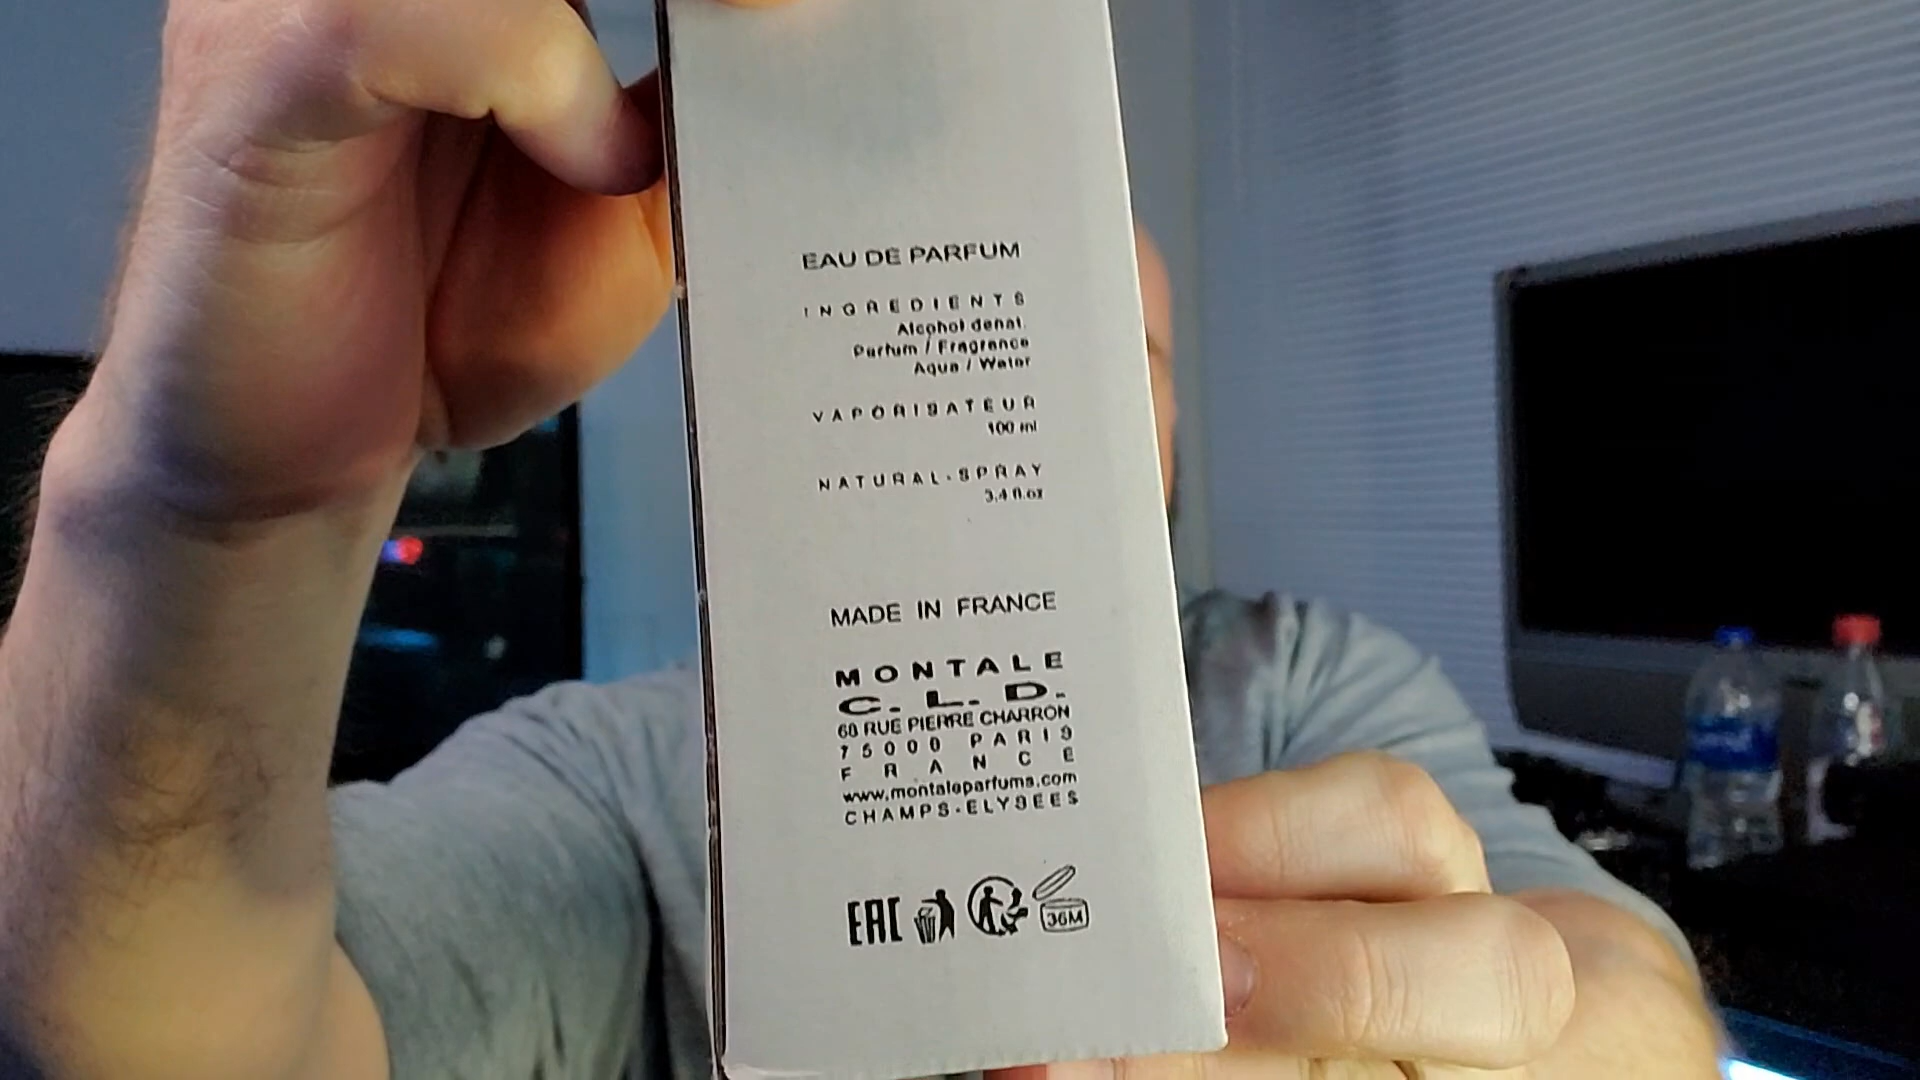 EAU DE PARFUM
INGREDIENTS
Alcohol denat.
Parfum / Fragrance
Aqua / Water
VAPORISATEUR
100 ml
NATURAL-SPRAY
3,4 fl.oz
MADE IN FRANCE
MONTALE
C. L. D.
60 RUE PIERRE CHARRON
75000 PARIS
FRANCE
www.montaleparfums.com
CHAMPS-ELYSEES
EAC
36M